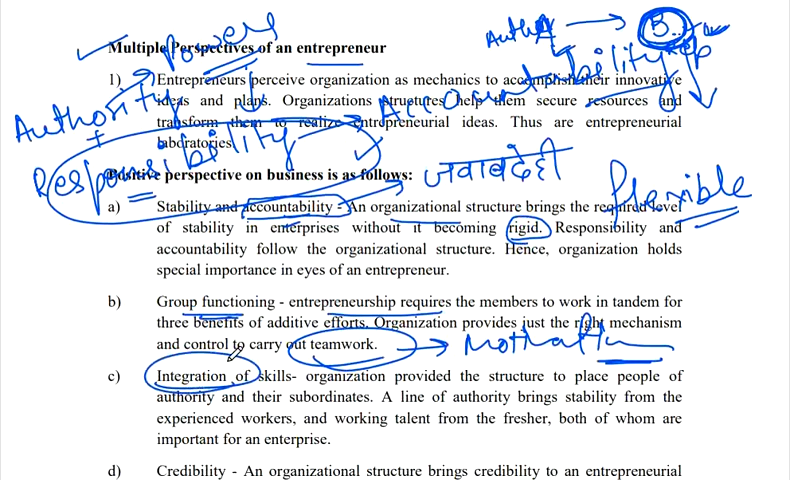 Powers
Auth
B
bility
Multiple Perspectives of an entrepreneur
1) Entrepreneurs perceive organization as mechanics to accomplish their innovative
ideas and plans. Organizations structures help them secure resources and
transform them to realize entrepreneurial ideas. Thus are entrepreneurial
laboratories.
Authority
+
Responsibility
Account
Positive perspective on business is as follows:
जवाबदेही
flexible
a) Stability and accountability - An organizational structure brings the required level
of stability in enterprises without it becoming rigid. Responsibility and
accountability follow the organizational structure. Hence, organization holds
special importance in eyes of an entrepreneur.
b) Group functioning - entrepreneurship requires the members to work in tandem for
three benefits of additive efforts. Organization provides just the right mechanism
and control to carry out teamwork.
Motivation
c) Integration of skills- organization provided the structure to place people of
authority and their subordinates. A line of authority brings stability from the
experienced workers, and working talent from the fresher, both of whom are
important for an enterprise.
d) Credibility - An organizational structure brings credibility to an entrepreneurial